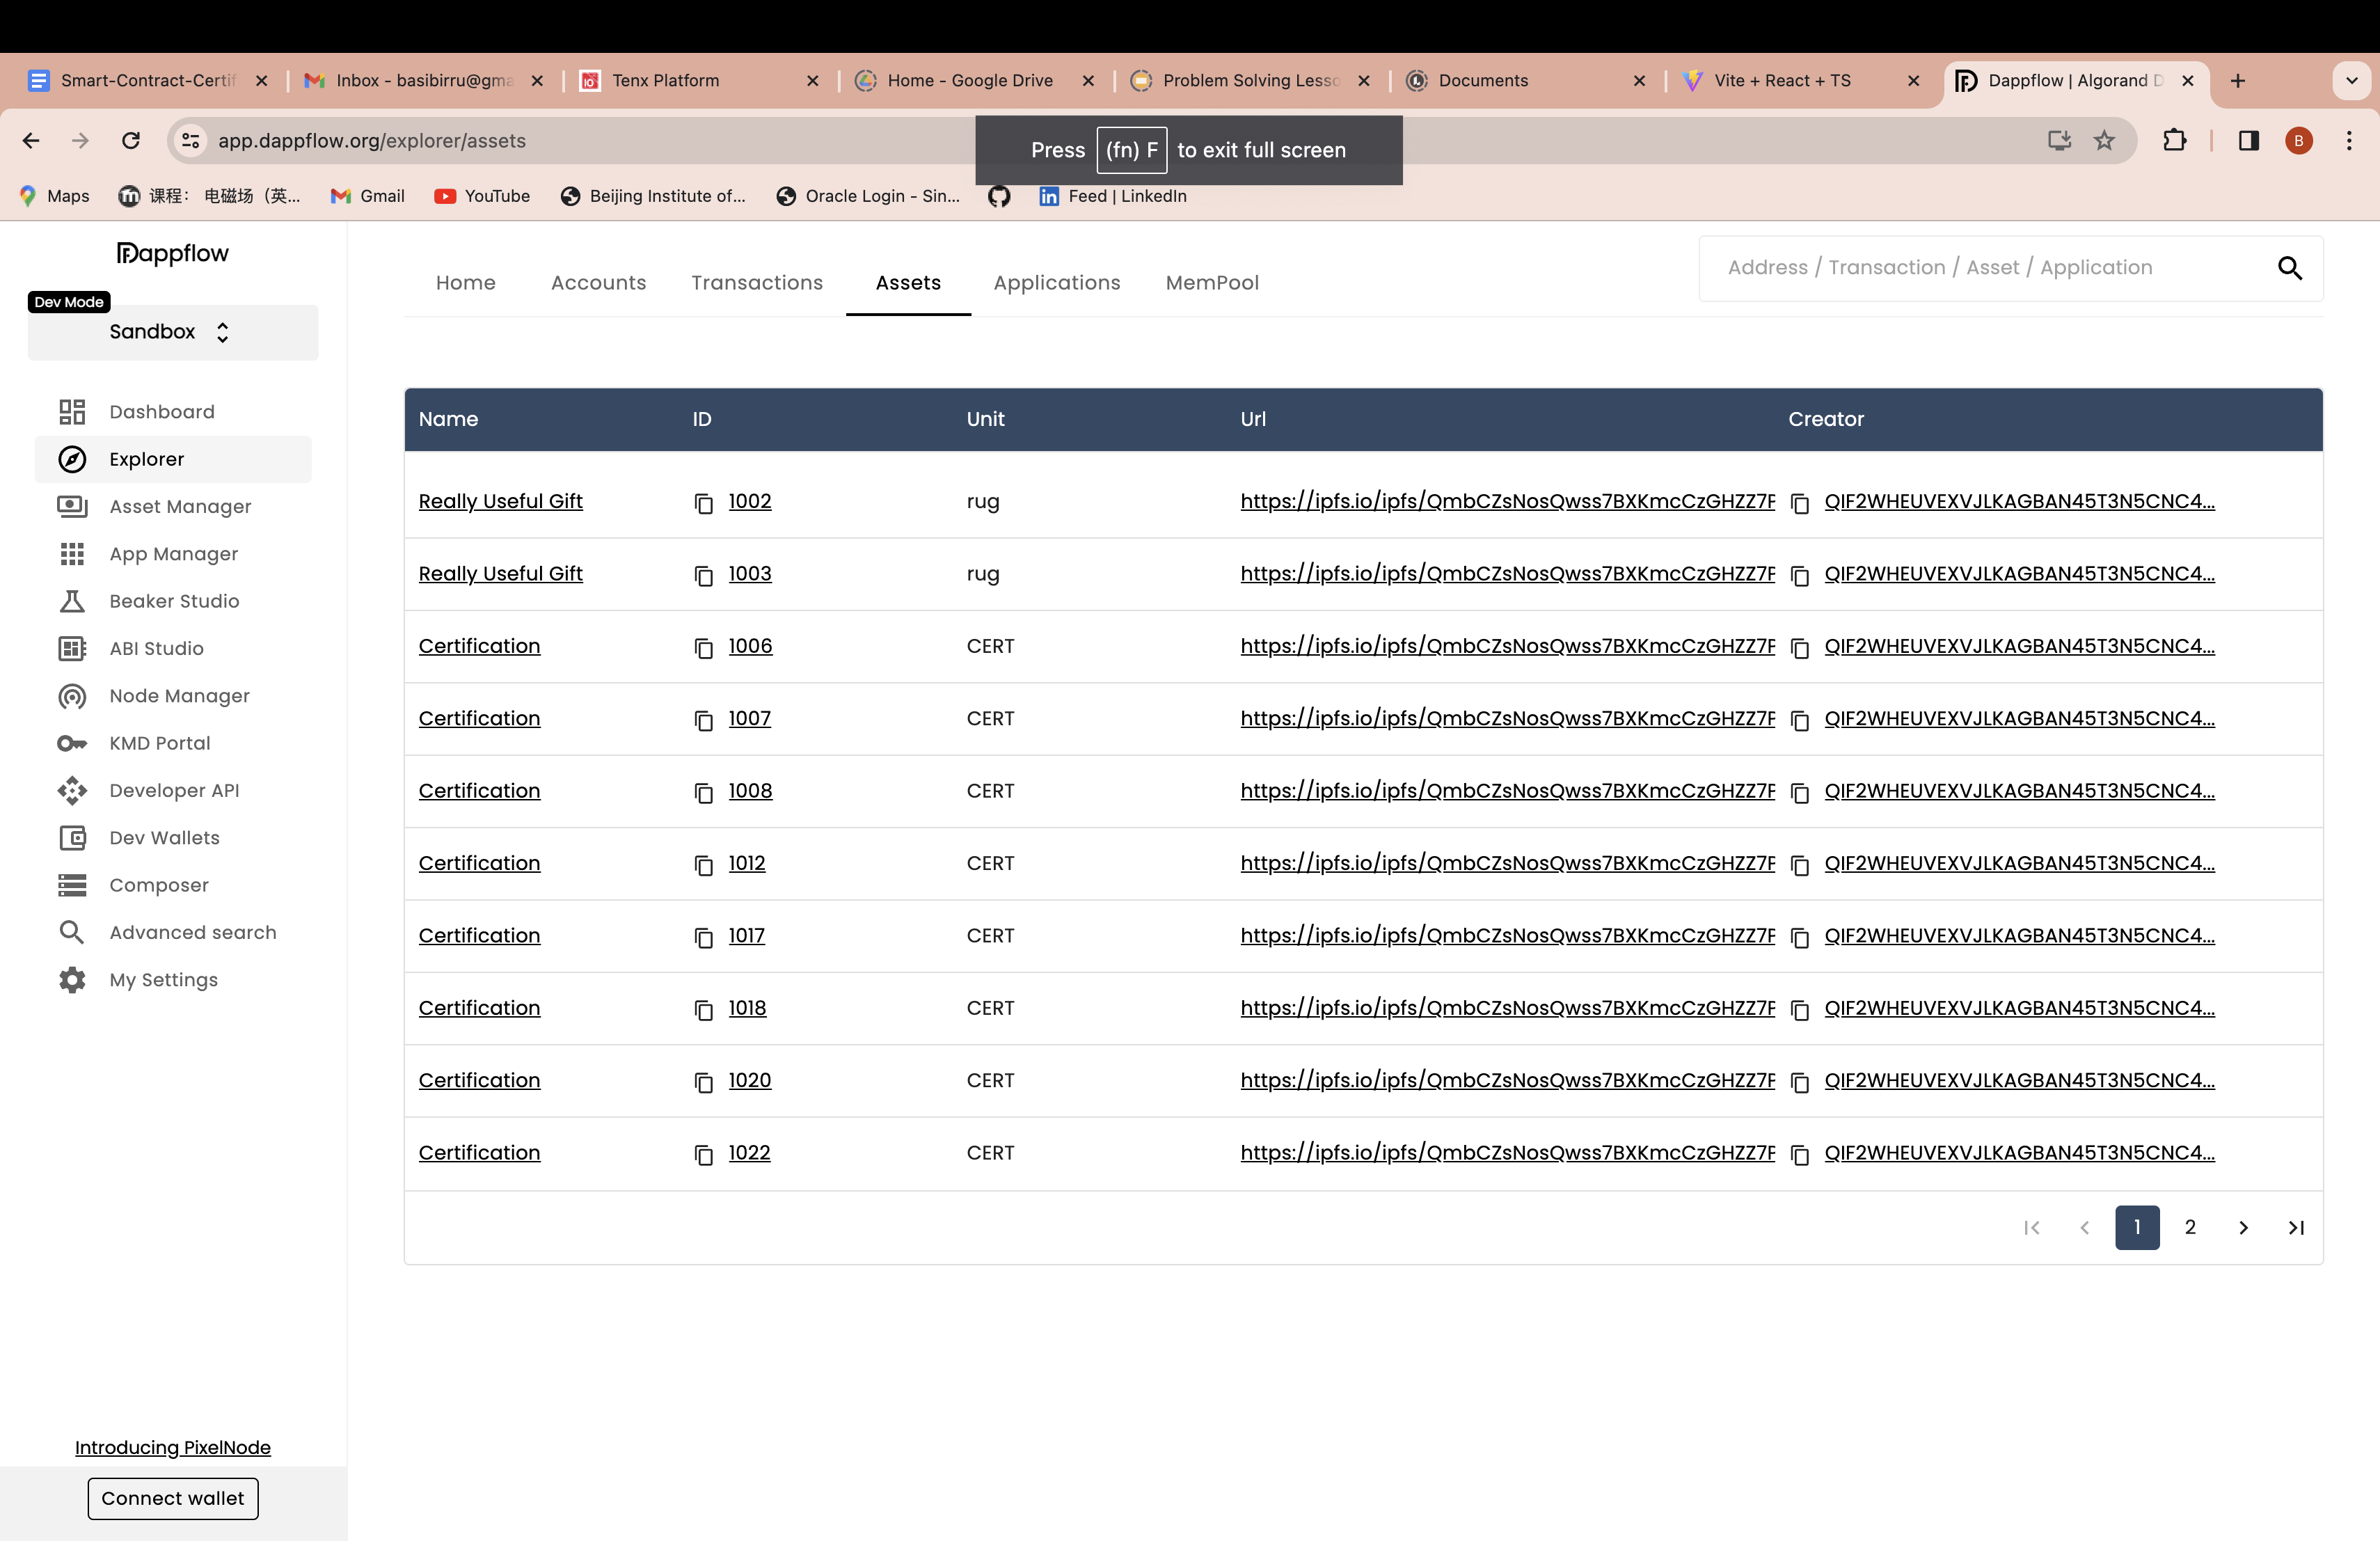 Smart-Contract-Certif
Inbox - basibirru@gma
Tenx Platform
Home - Google Drive
Problem Solving Lesso
Documents
Vite + React + TS
Dappflow | Algorand D
app.dappflow.org/explorer/assets
Press (fn) F to exit full screen
B
Maps
课程： 电磁场（英...
Gmail
YouTube
Beijing Institute of...
Oracle Login - Sin...
Feed | LinkedIn
Dappflow
Dev Mode
Sandbox
Dashboard
Explorer
Asset Manager
App Manager
Beaker Studio
ABI Studio
Node Manager
KMD Portal
Developer API
Dev Wallets
Composer
Advanced search
My Settings
Introducing PixelNode
Connect wallet
Home Accounts Transactions Assets Applications MemPool
Address / Transaction / Asset / Application
Name ID Unit Url Creator
Really Useful Gift 1002 rug https://ipfs.io/ipfs/QmbCZsNosQwss7BXKmcCzGHZZ7F QIF2WHEUVEXVJLKAGBAN45T3N5CNC4...
Really Useful Gift 1003 rug https://ipfs.io/ipfs/QmbCZsNosQwss7BXKmcCzGHZZ7F QIF2WHEUVEXVJLKAGBAN45T3N5CNC4...
Certification 1006 CERT https://ipfs.io/ipfs/QmbCZsNosQwss7BXKmcCzGHZZ7F QIF2WHEUVEXVJLKAGBAN45T3N5CNC4...
Certification 1007 CERT https://ipfs.io/ipfs/QmbCZsNosQwss7BXKmcCzGHZZ7F QIF2WHEUVEXVJLKAGBAN45T3N5CNC4...
Certification 1008 CERT https://ipfs.io/ipfs/QmbCZsNosQwss7BXKmcCzGHZZ7F QIF2WHEUVEXVJLKAGBAN45T3N5CNC4...
Certification 1012 CERT https://ipfs.io/ipfs/QmbCZsNosQwss7BXKmcCzGHZZ7F QIF2WHEUVEXVJLKAGBAN45T3N5CNC4...
Certification 1017 CERT https://ipfs.io/ipfs/QmbCZsNosQwss7BXKmcCzGHZZ7F QIF2WHEUVEXVJLKAGBAN45T3N5CNC4...
Certification 1018 CERT https://ipfs.io/ipfs/QmbCZsNosQwss7BXKmcCzGHZZ7F QIF2WHEUVEXVJLKAGBAN45T3N5CNC4...
Certification 1020 CERT https://ipfs.io/ipfs/QmbCZsNosQwss7BXKmcCzGHZZ7F QIF2WHEUVEXVJLKAGBAN45T3N5CNC4...
Certification 1022 CERT https://ipfs.io/ipfs/QmbCZsNosQwss7BXKmcCzGHZZ7F QIF2WHEUVEXVJLKAGBAN45T3N5CNC4...
1 2